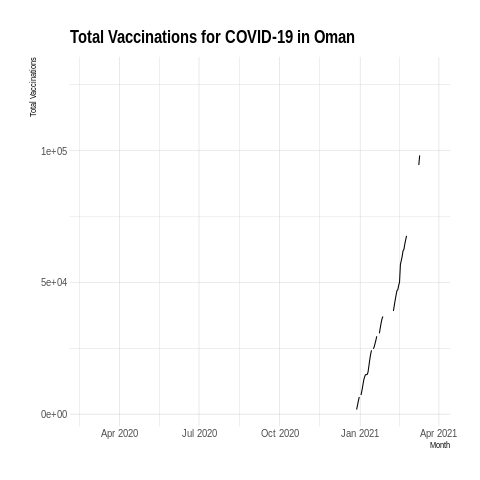 Total Vaccinations for COVID-19 in Oman
Total Vaccinations
1e+05
5e+04
0e+00
Apr 2020 Jul 2020 Oct 2020 Jan 2021 Apr 2021
Month